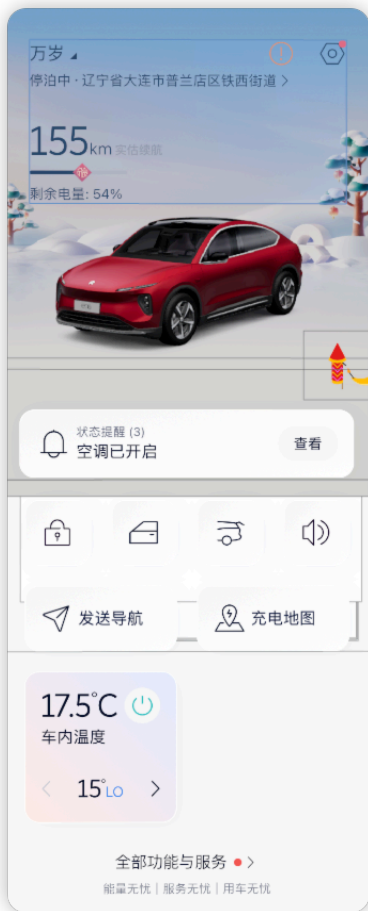 万岁
停泊中·辽宁省大连市普兰店区铁西街道
155km 实估续航
福
剩余电量: 54%
状态提醒 (3)
空调已开启
查看
发送导航
充电地图
17.5°C
车内温度
15°LO
全部功能与服务
能量无忧 | 服务无忧 | 用车无忧